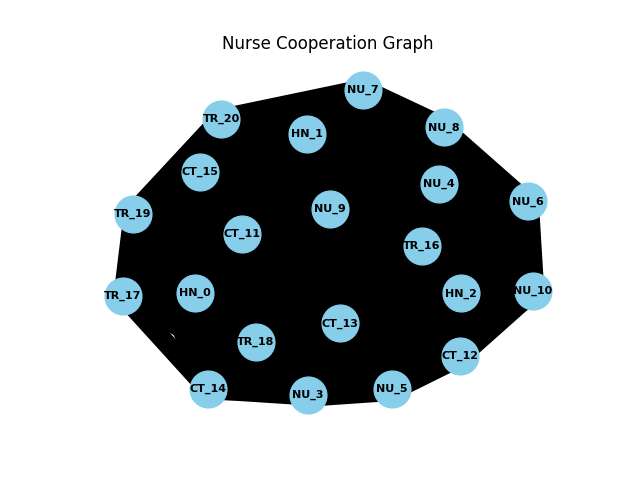 Nurse Cooperation Graph
NU_7
TR_20
NU_8
HN_1
CT_15
NU_4
NU_6
NU_9
TR_19
CT_11
TR_16
NU_10
HN_0
HN_2
TR_17
CT_13
TR_18
CT_12
CT_14
NU_5
NU_3